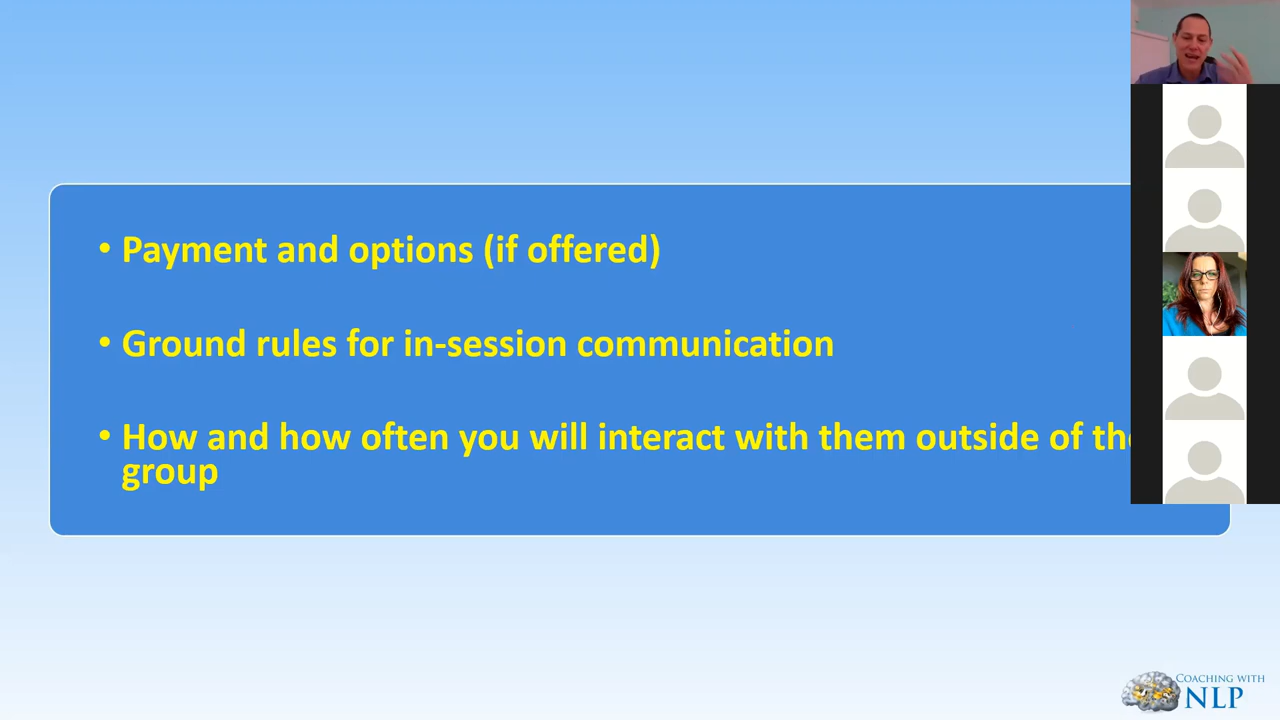 • Payment and options (if offered)
• Ground rules for in-session communication
• How and how often you will interact with them outside of
group
COACHING WITH
NLP